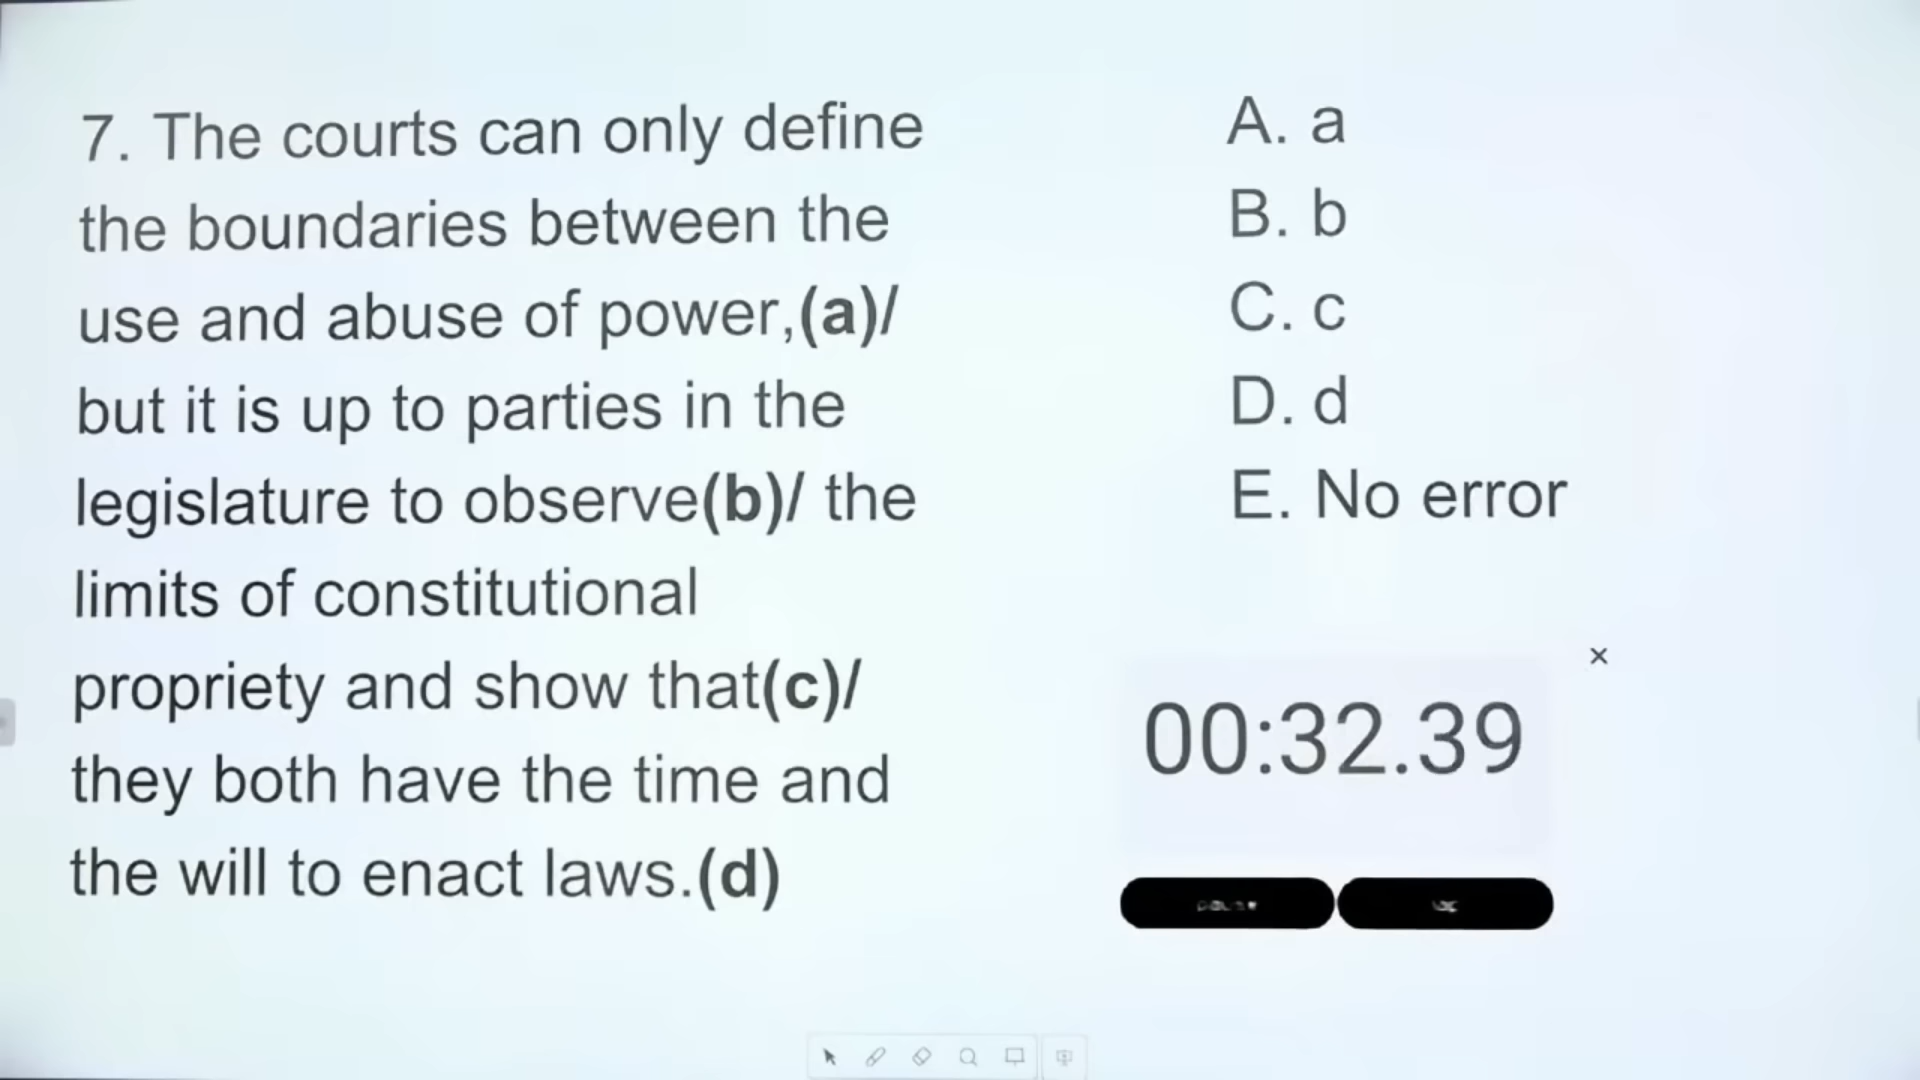 7. The courts can only define
the boundaries between the
use and abuse of power,(a)/
but it is up to parties in the
legislature to observe(b)/ the
limits of constitutional
propriety and show that(c)/
they both have the time and
the will to enact laws.(d)
A. a
B. b
C. c
D. d
E. No error
×
00:32.39